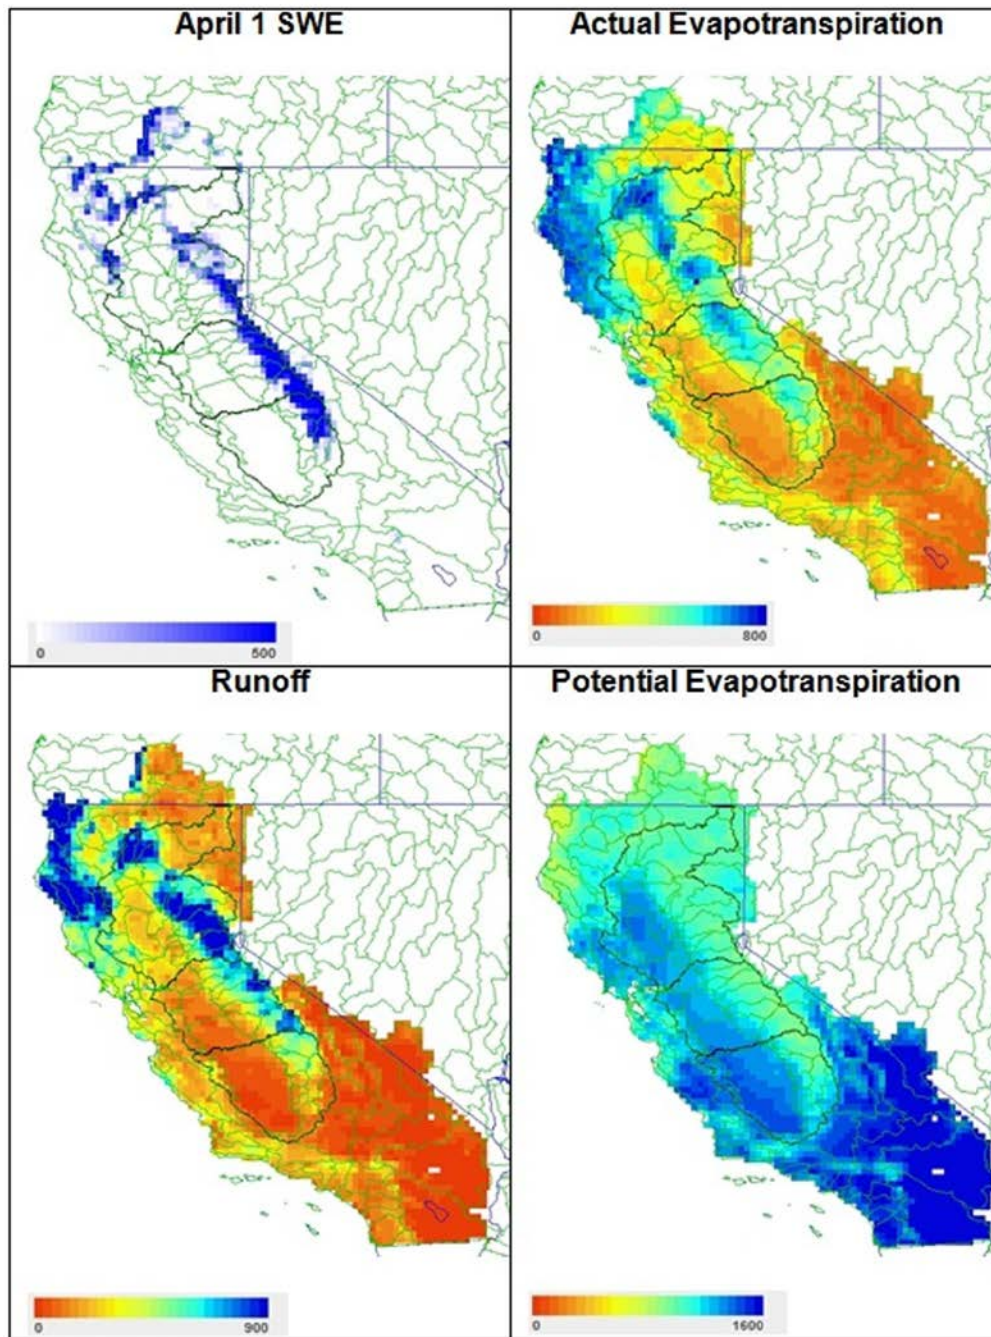 April 1 SWE
Actual Evapotranspiration
0 500
0 800
Runoff
Potential Evapotranspiration
0 900
0 1600